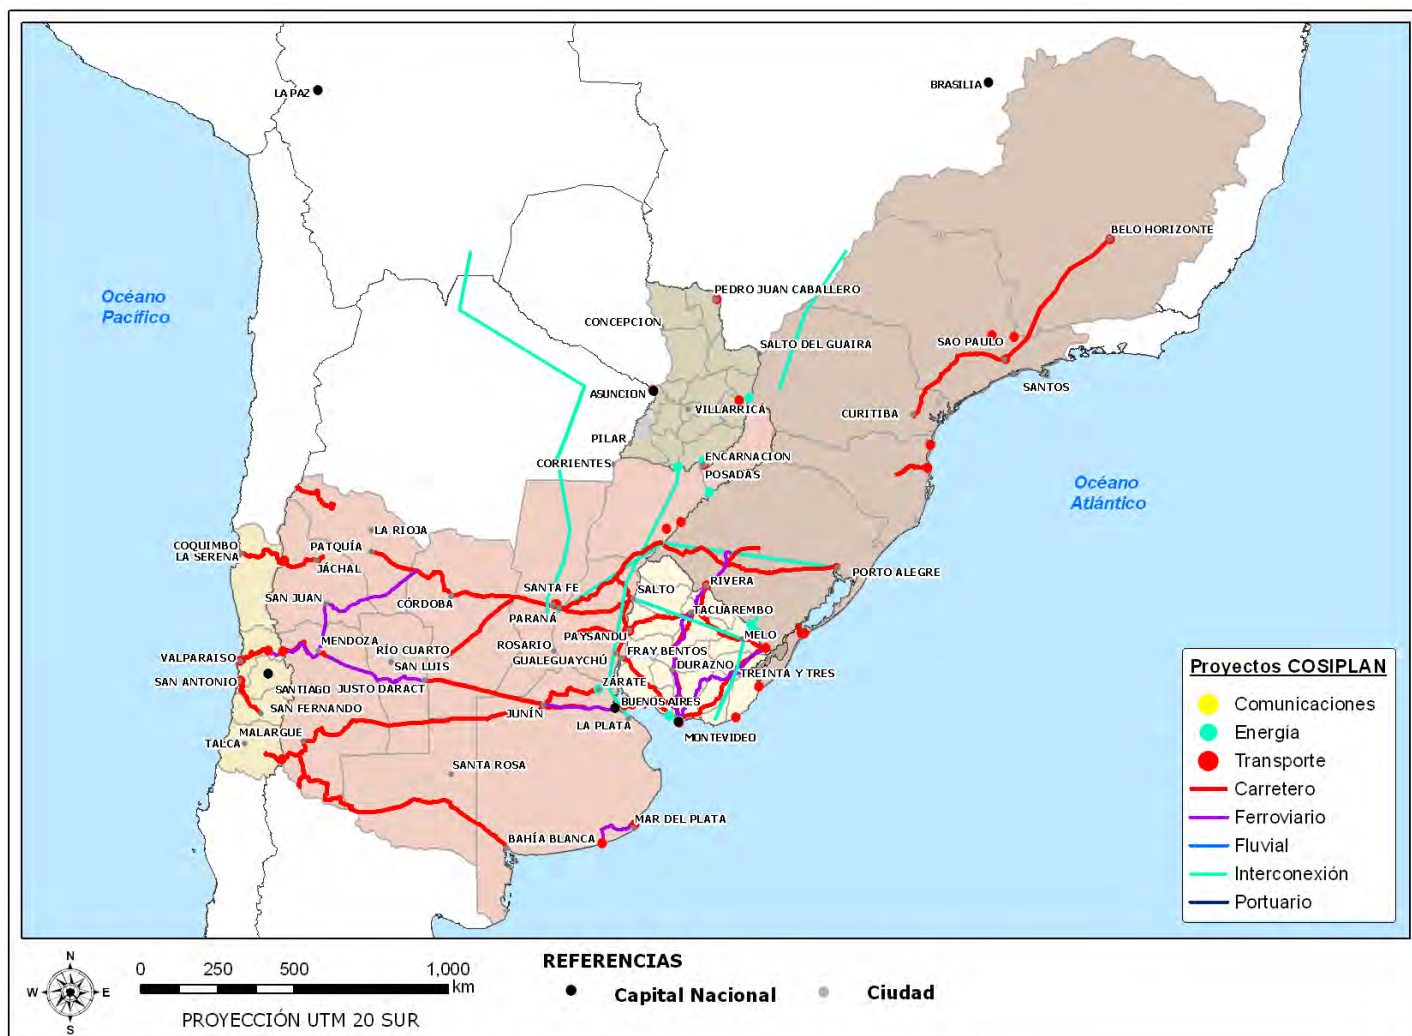 LA PAZ
BRASILIA
BELO HORIZONTE
Océano
Pacífico
PEDRO JUAN CABALLERO
CONCEPCION
SALTO DEL GUAIRA
SAO PAULO
SANTOS
ASUNCION
VILLARRICA
CURITIBA
PILAR
CORRIENTES
ENCARNACION
POSADAS
Océano
Atlántico
LA RIOJA
COQUIMBO
LA SERENA
PATQUÍA
JÁCHAL
PORTO ALEGRE
SANTA FE
SALTO
RIVERA
SAN JUAN
CÓRDOBA
PARANÁ
TACUAREMBO
PAYSANDU
MELO
MENDOZA
RÍO CUARTO
ROSARIO
FRAY BENTOS
VALPARAISO
SAN LUIS
GUALEGUAYCHÚ
DURAZNO
TREINTA Y TRES
SAN ANTONIO
SANTIAGO
JUSTO DARACT
ZÁRATE
SAN FERNANDO
JUNÍN
BUENOS AIRES
LA PLATA
MALARGUE
MONTEVIDEO
TALCA
SANTA ROSA
MAR DEL PLATA
BAHÍA BLANCA
Proyectos COSIPLAN
Comunicaciones
Energía
Transporte
Carretero
Ferroviario
Fluvial
Interconexión
Portuario
N
W E
S
0 250 500 1,000
km
PROYECCIÓN UTM 20 SUR
REFERENCIAS
Capital Nacional
Ciudad